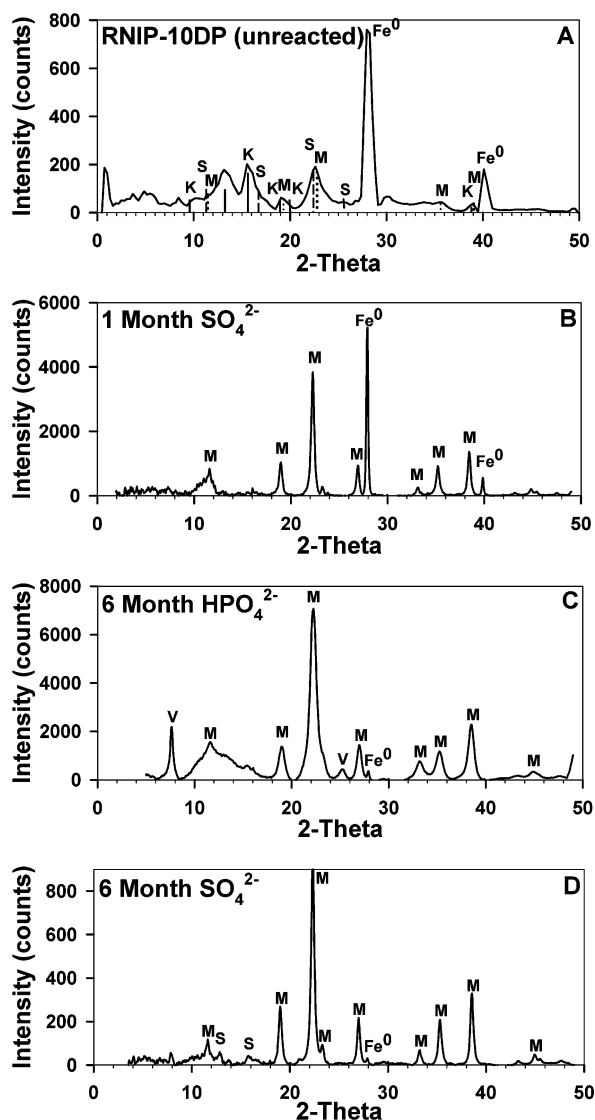 RNIP-10DP (unreacted)
A
Intensity (counts)
800
600
400
200
0
K S M K S K M K S M S M K M
Fe0
Fe0
0 10 20 30 40 50
2-Theta
1 Month SO42-
B
Intensity (counts)
6000
4000
2000
0
M M M M Fe0 M M M Fe0
0 10 20 30 40 50
2-Theta
6 Month HPO42-
C
Intensity (counts)
8000
6000
4000
2000
0
V M M M V M Fe0 M M M M
0 10 20 30 40 50
2-Theta
6 Month SO42-
D
Intensity (counts)
800
600
400
200
0
M S S M M M M Fe0 M M M M
0 10 20 30 40 50
2-Theta